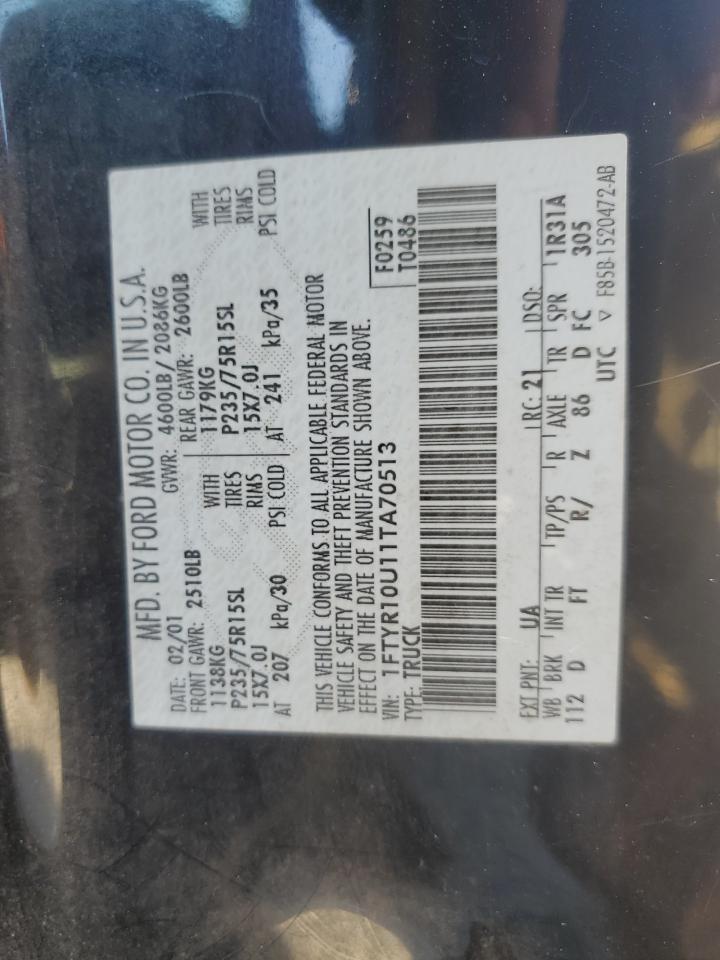 MFD. BY FORD MOTOR CO. IN U.S.A.
DATE: 02/01 GVWR: 4600LB/ 2086KG
FRONT GAWR: 2510LB REAR GAWR: 2600LB
1138KG WITH 1179KG WITH
P235/75R15SL TIRES P235/75R15SL TIRES
15X7.0J RIMS 15X7.0J RIMS
AT 207 kPa/30 PSI COLD AT 241 kPa/35 PSI COLD
THIS VEHICLE CONFORMS TO ALL APPLICABLE FEDERAL MOTOR
VEHICLE SAFETY AND THEFT PREVENTION STANDARDS IN
EFFECT ON THE DATE OF MANUFACTURE SHOWN ABOVE.
F0259
VIN: 1FTYR10U11TA70513
T0486
TYPE: TRUCK
EXT PNT: UA RC: 21 DSO:
WB BRK INT TR TP/PS R AXLE TR SPR 1R31A
112 D FT R/ Z 86 D FC 305
UTC ▽ F85B-1520472-AB